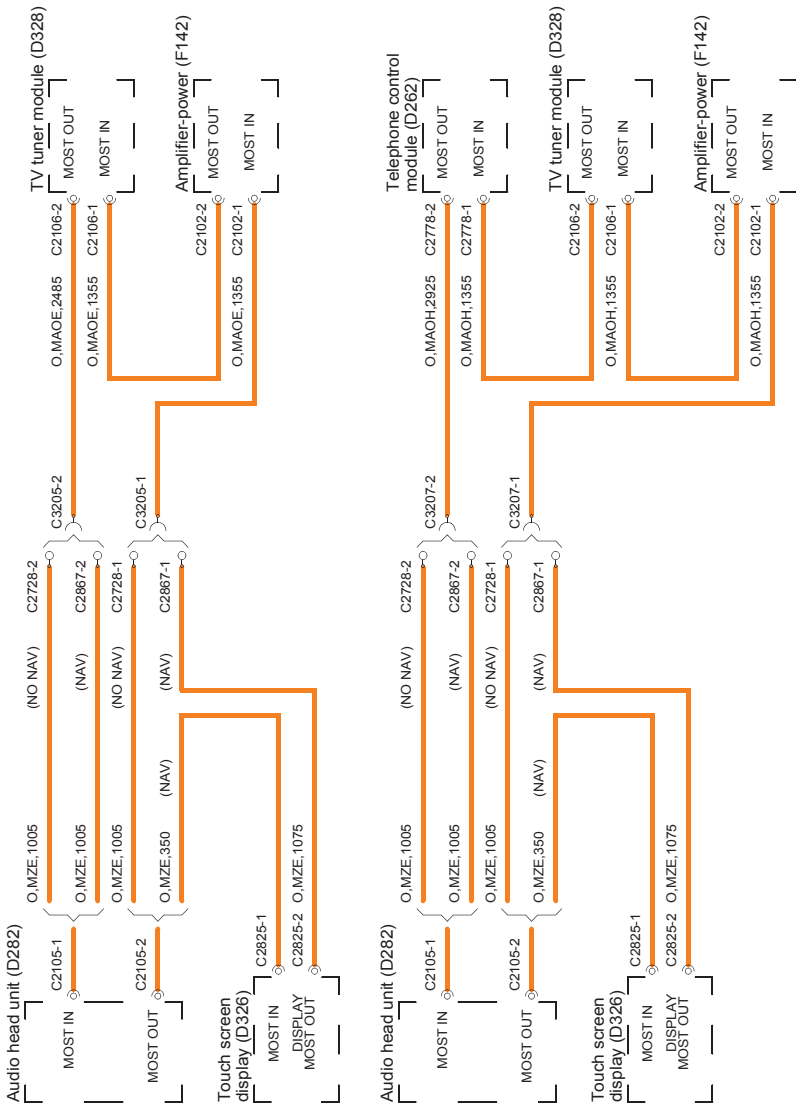 Audio head unit (D282)
MOST IN
MOST OUT
C2105-1
C2105-2
O,MZE,1005
O,MZE,1005
O,MZE,1005
O,MZE,350
(NO NAV)
(NAV)
(NO NAV)
(NAV)
(NAV)
C2728-2
C2867-2
C2728-1
C2867-1
C3205-2
C3205-1
O,MAOE,2485
O,MAOE,1355
O,MAOE,1355
C2106-2
C2106-1
C2102-2
C2102-1
TV tuner module (D328)
MOST OUT
MOST IN
Amplifier-power (F142)
MOST OUT
MOST IN
Touch screen
display (D326)
MOST IN
DISPLAY
MOST OUT
C2825-1
C2825-2
O,MZE,1075
Audio head unit (D282)
MOST IN
MOST OUT
C2105-1
C2105-2
O,MZE,1005
O,MZE,1005
O,MZE,1005
O,MZE,350
(NO NAV)
(NAV)
(NO NAV)
(NAV)
(NAV)
C2728-2
C2867-2
C2728-1
C2867-1
C3207-2
C3207-1
O,MAOH,2925
O,MAOH,1355
O,MAOH,1355
O,MAOH,1355
C2778-2
C2778-1
C2106-2
C2106-1
C2102-2
C2102-1
Telephone control
module (D262)
MOST OUT
MOST IN
TV tuner module (D328)
MOST OUT
MOST IN
Amplifier-power (F142)
MOST OUT
MOST IN
Touch screen
display (D326)
MOST IN
DISPLAY
MOST OUT
C2825-1
C2825-2
O,MZE,1075